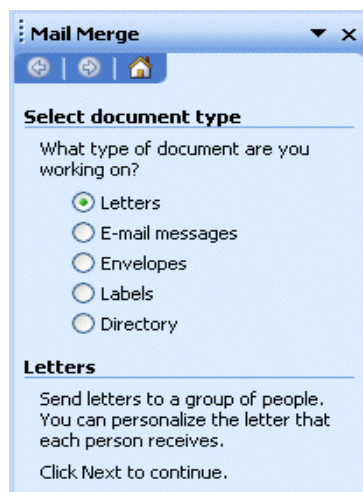 Mail Merge
Select document type
What type of document are you
working on?
Letters
E-mail messages
Envelopes
Labels
Directory
Letters
Send letters to a group of people.
You can personalize the letter that
each person receives.
Click Next to continue.